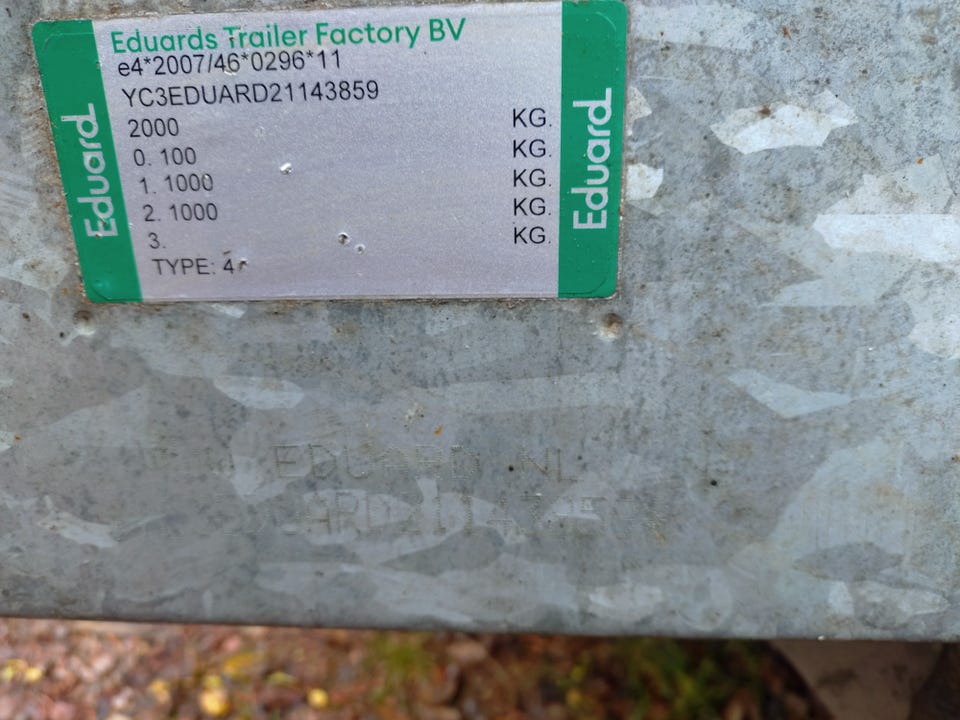 Eduards Trailer Factory BV
e4*2007/46*0296*11
YC3EDUARD21143859
2000 KG.
0. 100 KG.
1. 1000 KG.
2. 1000 KG.
3. KG.
TYPE: 4
Eduard
Eduard
EDUARD NL